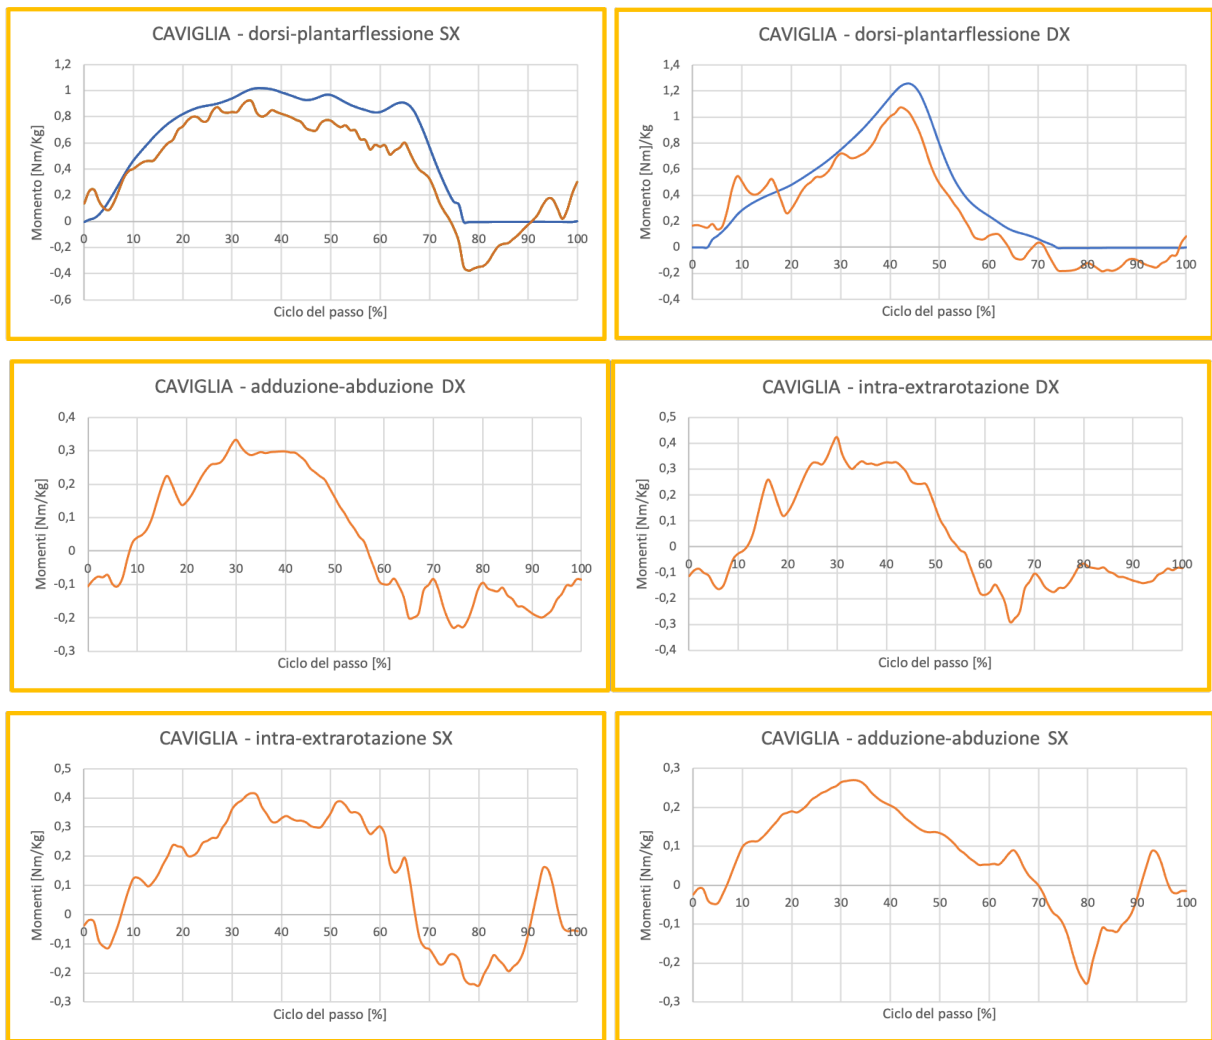 CAVIGLIA - dorsi-plantarflessione SX
Momento [Nm/Kg]
1,2
1
0,8
0,6
0,4
0,2
0
-0,2
-0,4
-0,6
0 10 20 30 40 50 60 70 80 90 100
Ciclo del passo [%]
CAVIGLIA - dorsi-plantarflessione DX
Momento [Nm]/Kg]
1,4
1,2
1
0,8
0,6
0,4
0,2
0
-0,2
-0,4
0 10 20 30 40 50 60 70 80 90 100
Ciclo del passo [%]
CAVIGLIA - adduzione-abduzione DX
Momenti [Nm/Kg]
0,4
0,3
0,2
0,1
0
-0,1
-0,2
-0,3
0 10 20 30 40 50 60 70 80 90 100
Ciclo del passo [%]
CAVIGLIA - intra-extrarotazione DX
Momenti [Nm/Kg]
0,5
0,4
0,3
0,2
0,1
0
-0,1
-0,2
-0,3
-0,4
0 10 20 30 40 50 60 70 80 90 100
Ciclo del passo [%]
CAVIGLIA - intra-extrarotazione SX
Momenti [Nm/Kg]
0,5
0,4
0,3
0,2
0,1
0
-0,1
-0,2
-0,3
0 10 20 30 40 50 60 70 80 90 100
Ciclo del passo [%]
CAVIGLIA - adduzione-abduzione SX
Momenti [Nm/Kg]
0,3
0,2
0,1
0
-0,1
-0,2
-0,3
0 10 20 30 40 50 60 70 80 90 100
Ciclo del passo [%]